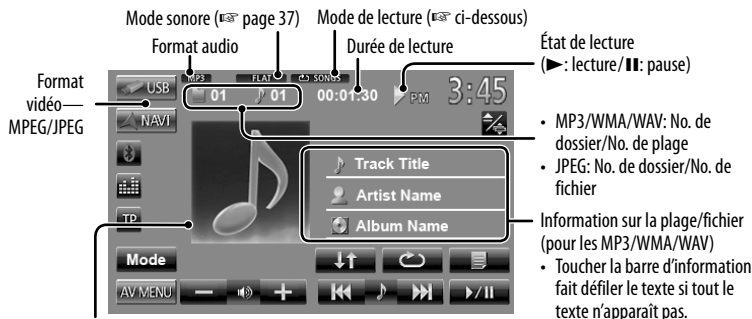 Mode sonore (☞ page 37)
Mode de lecture (☞ ci-dessous)
Format audio
Durée de lecture
État de lecture
(►: lecture/❙❙: pause)
Format
vidéo—
MPEG/JPEG
MP3
FLAT
SONGS
USB
01
01
00:01:30
PM
3:45
NAVI
• MP3/WMA/WAV: No. de
dossier/No. de plage
• JPEG: No. de dossier/No. de
fichier
Track Title
Artist Name
Album Name
TP
Information sur la plage/fichier
(pour les MP3/WMA/WAV)
• Toucher la barre d'information
fait défiler le texte si tout le
texte n'apparaît pas.
Mode
AV MENU